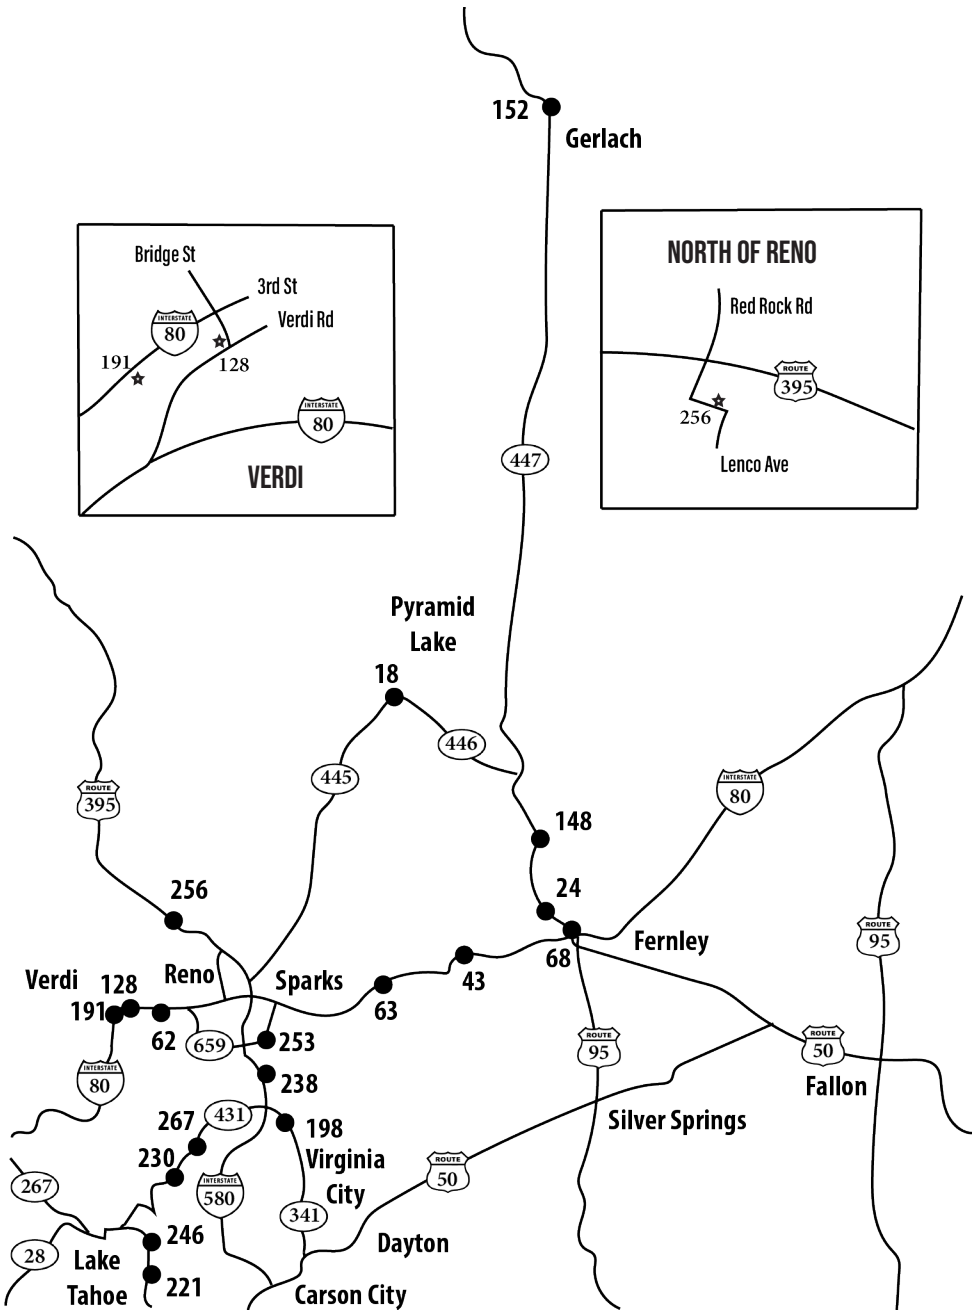 152
Gerlach
Bridge St
3rd St
Verdi Rd
INTERSTATE
80
191
128
INTERSTATE
80
VERDI
NORTH OF RENO
Red Rock Rd
ROUTE
395
256
Lenco Ave
447
Pyramid
Lake
18
446
445
INTERSTATE
80
ROUTE
395
148
256
24
ROUTE
95
Fernley
68
Verdi
128
Reno
Sparks
43
191
63
62
659
253
ROUTE
95
ROUTE
50
INTERSTATE
80
238
Fallon
267
431
198
Silver Springs
230
Virginia
City
ROUTE
50
267
INTERSTATE
580
341
246
Dayton
28
Lake
Tahoe
221
Carson City